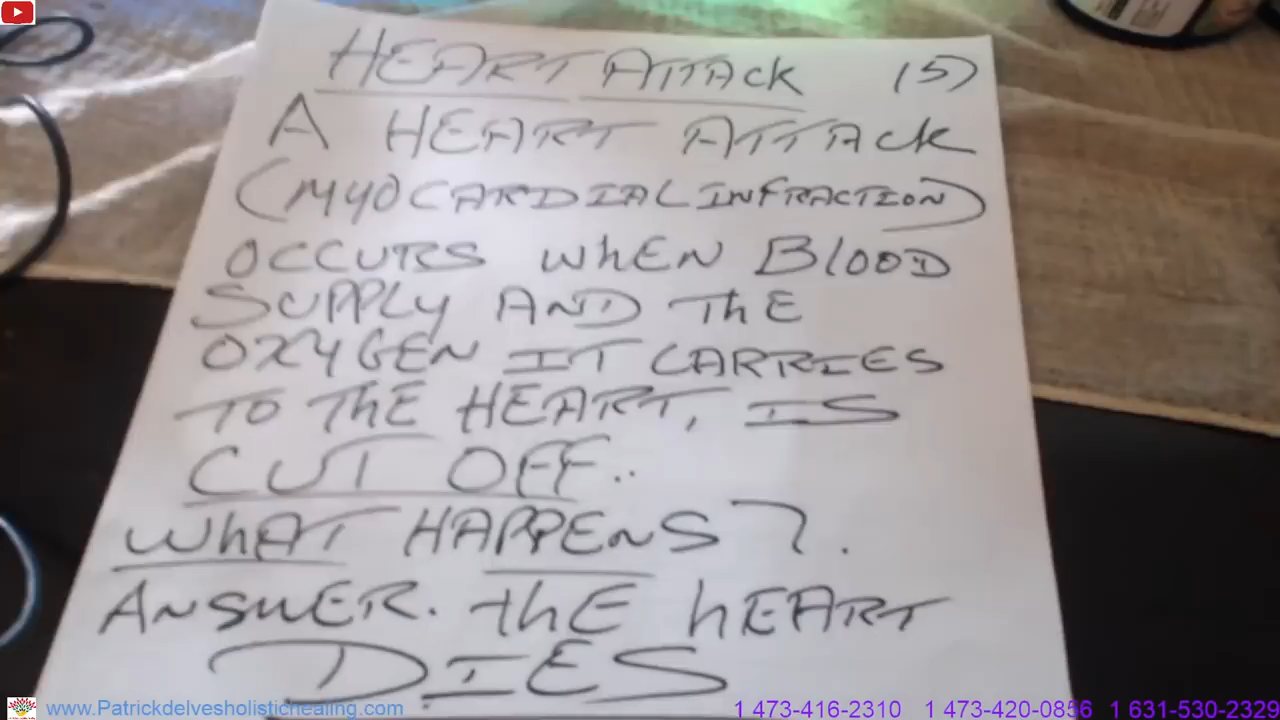 HEART ATTACK (5)
A HEART ATTACK
(MYOCARDIAL INFRACTION)
OCCURS WHEN BLOOD
SUPPLY AND THE
OXYGEN IT CARRIES
TO THE HEART, IS
CUT OFF..
WHAT HAPPENS?.
ANSWER. THE HEART
DIES
www.Patrickdelvesholistichealing.com 1 473-416-2310 1 473-420-0856 1 631-530-2329